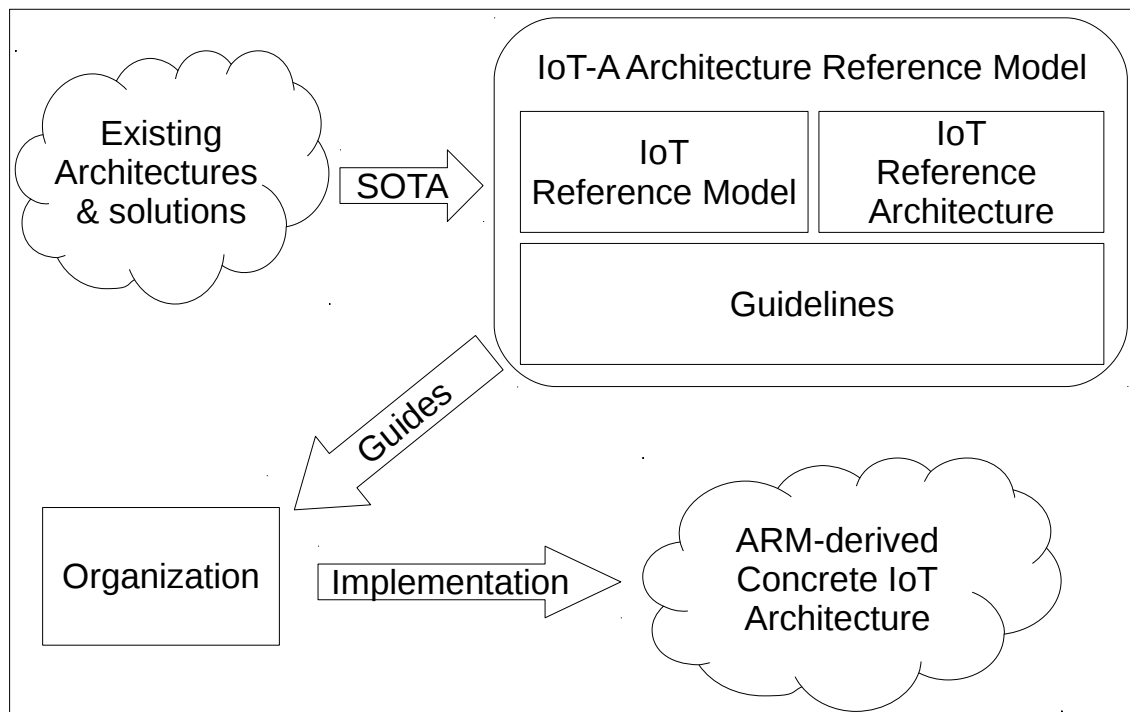 Existing
Architectures
& solutions
SOTA
IoT-A Architecture Reference Model
IoT
Reference Model
IoT
Reference
Architecture
Guidelines
Guides
Organization
Implementation
ARM-derived
Concrete IoT
Architecture